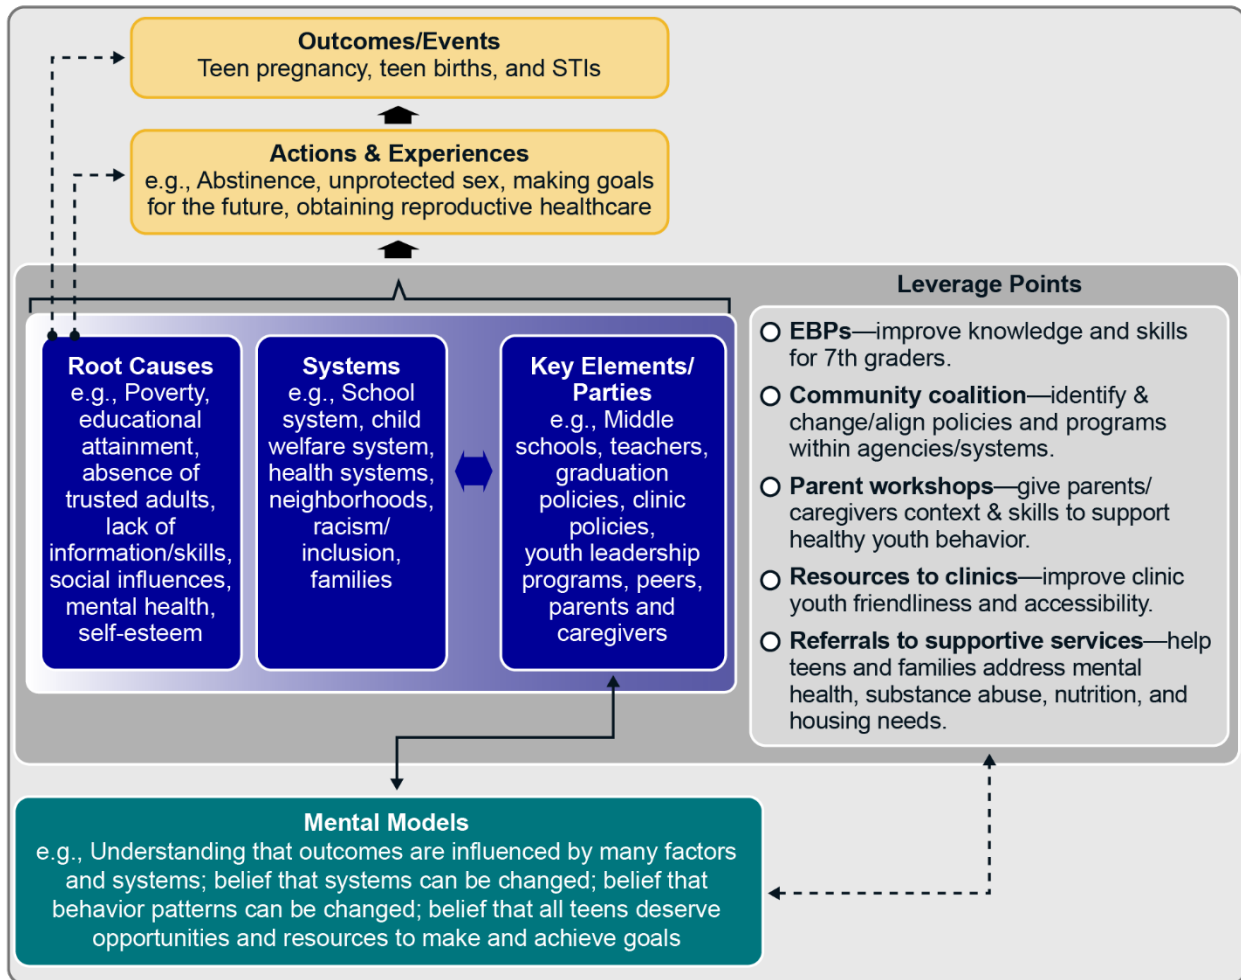 Outcomes/Events
Teen pregnancy, teen births, and STIs
Actions & Experiences
e.g., Abstinence, unprotected sex, making goals
for the future, obtaining reproductive healthcare
Root Causes
e.g., Poverty,
educational
attainment,
absence of
trusted adults,
lack of
information/skills,
social influences,
mental health,
self-esteem
Systems
e.g., School
system, child
welfare system,
health systems,
neighborhoods,
racism/
inclusion,
families
Key Elements/
Parties
e.g., Middle
schools, teachers,
graduation
policies, clinic
policies,
youth leadership
programs, peers,
parents and
caregivers
Leverage Points
EBPs—improve knowledge and skills
for 7th graders.
Community coalition—identify &
change/align policies and programs
within agencies/systems.
Parent workshops—give parents/
caregivers context & skills to support
healthy youth behavior.
Resources to clinics—improve clinic
youth friendliness and accessibility.
Referrals to supportive services—help
teens and families address mental
health, substance abuse, nutrition, and
housing needs.
Mental Models
e.g., Understanding that outcomes are influenced by many factors
and systems; belief that systems can be changed; belief that
behavior patterns can be changed; belief that all teens deserve
opportunities and resources to make and achieve goals